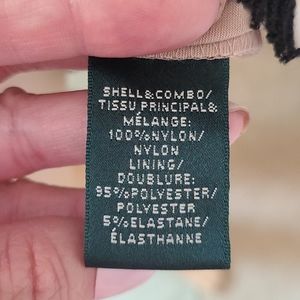 SHELL&COMBO/
TISSU PRINCIPAL&
MÉLANGE:
100%NYLON/
NYLON
LINING/
DOUBLURE:
95%POLYESTER/
POLYESTER
5%ELASTANE/
ÉLASTHANNE